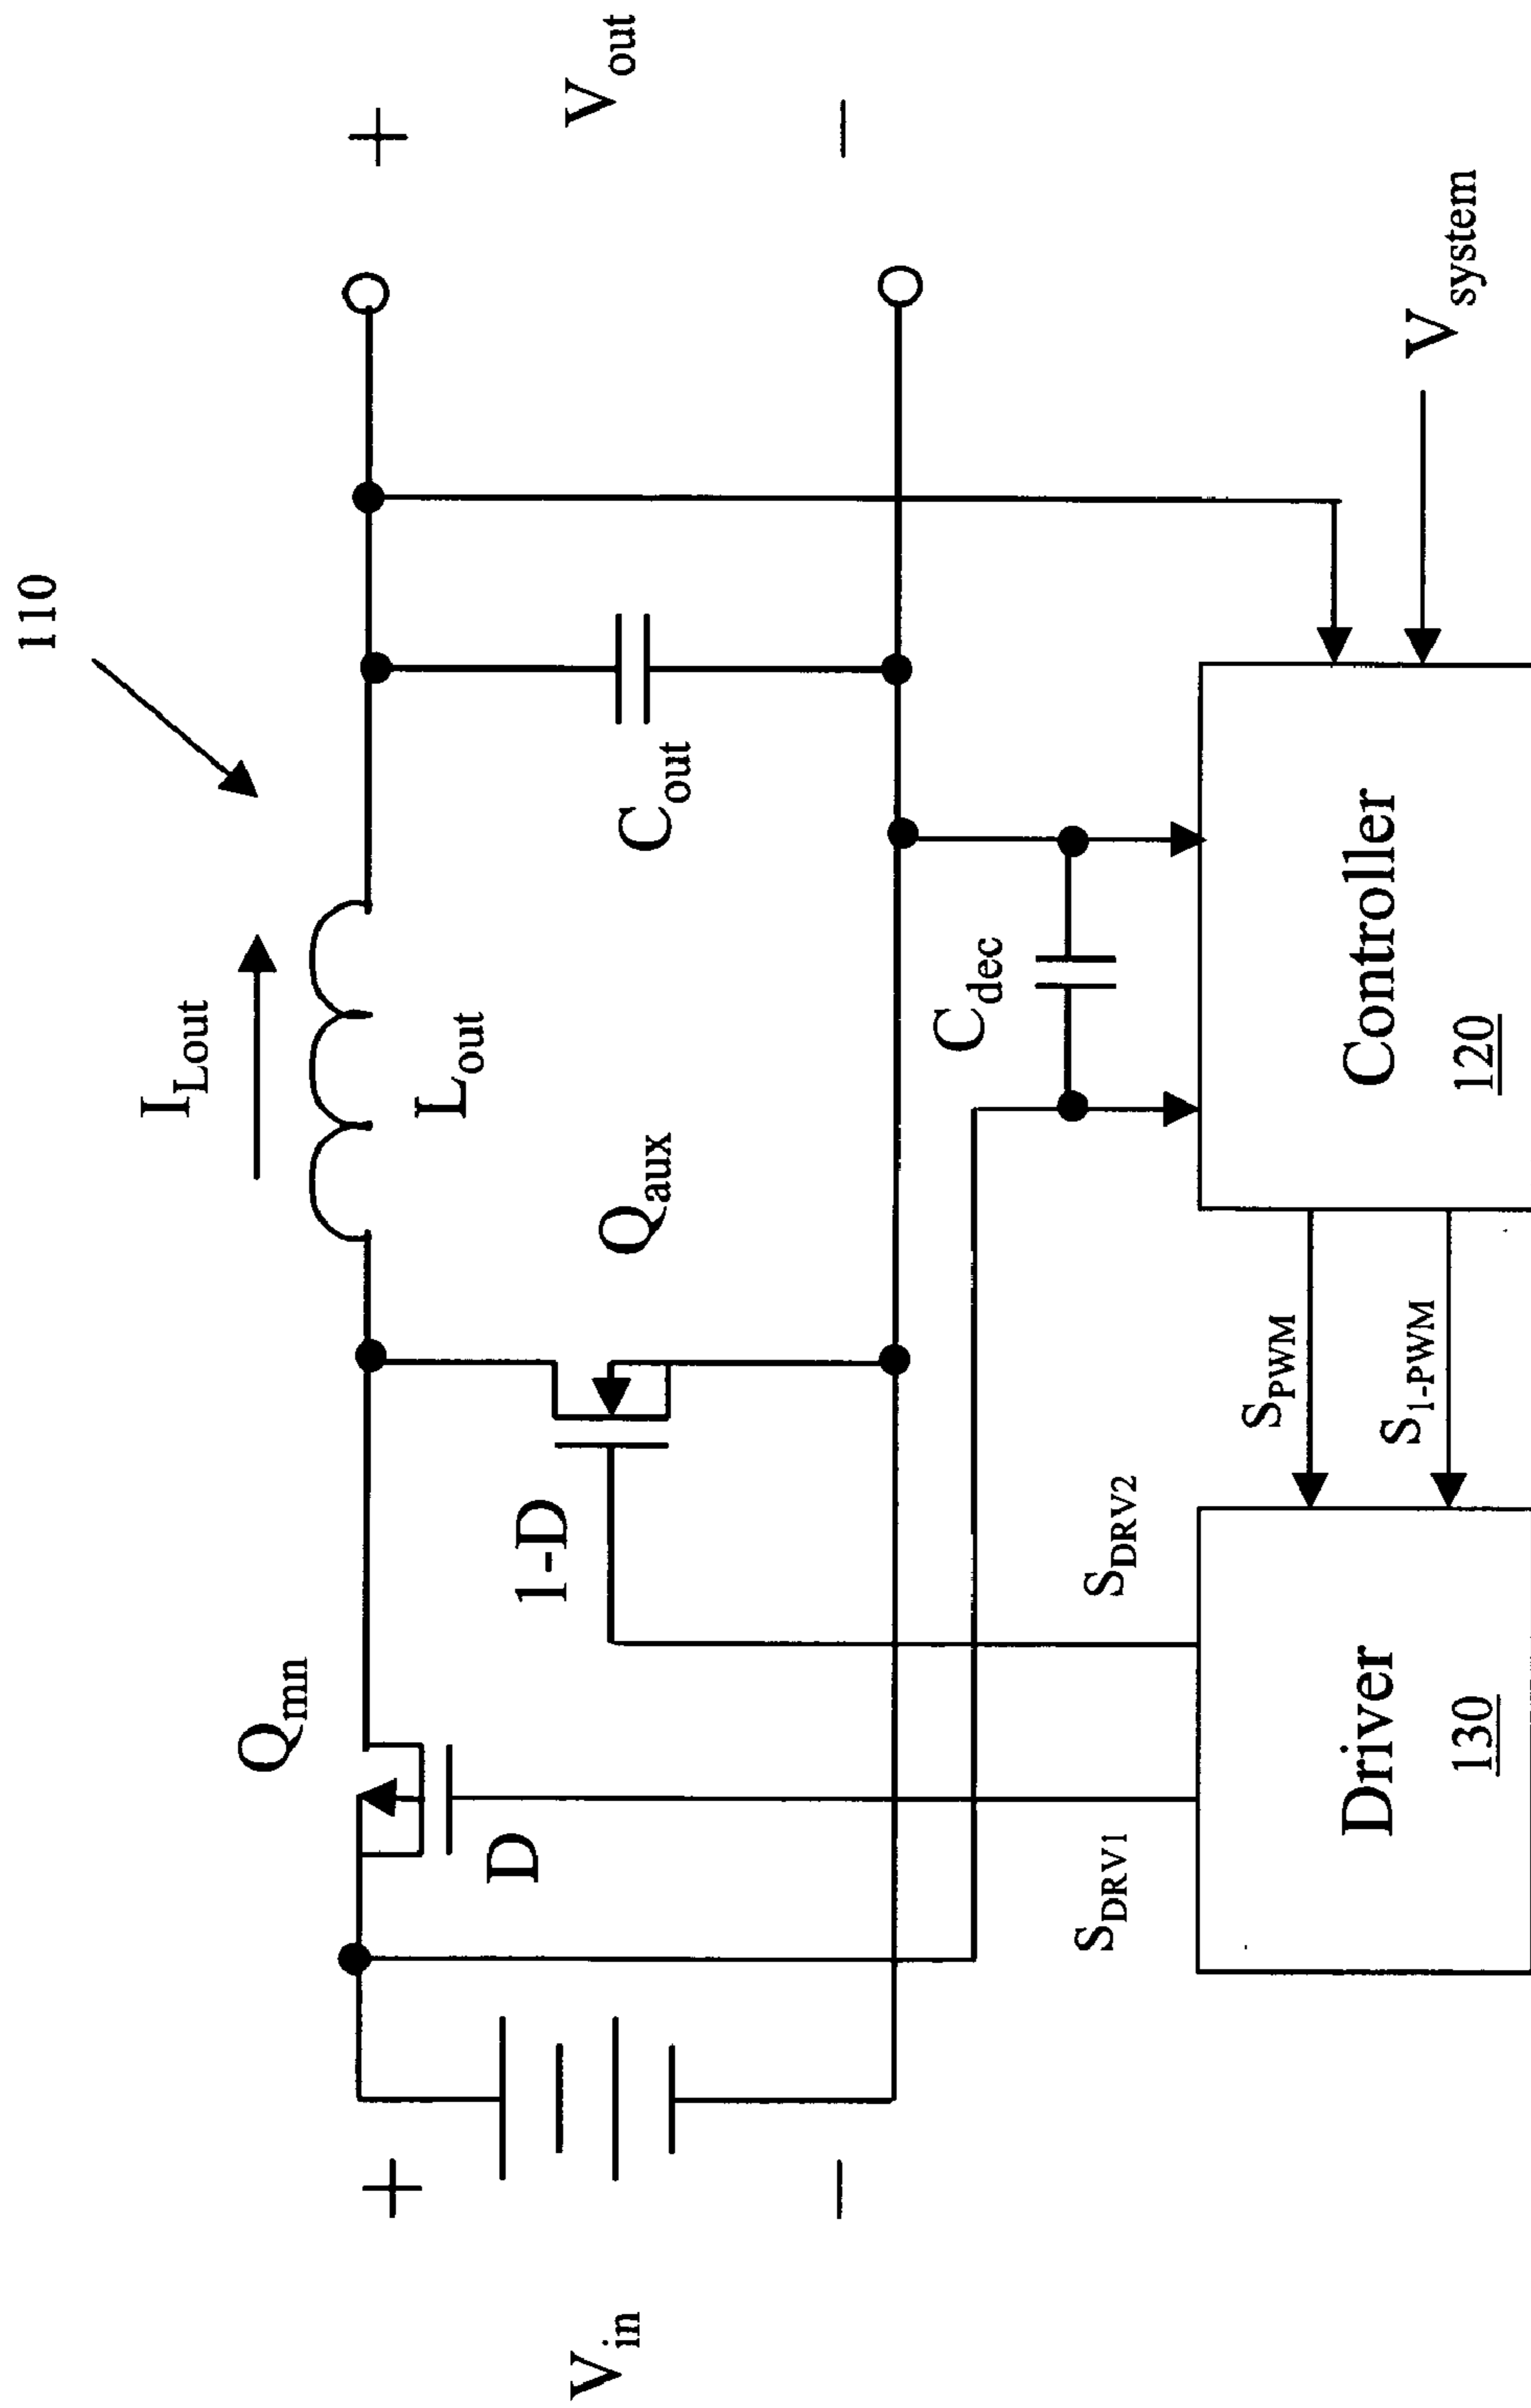 110
I_Lout
L_out
Q_mn
D
1-D
Q_aux
C_out
V_in
+
−
+
V_out
−
C_dec
S_DRV1
S_DRV2
S_PWM
S_1-PWM
V_system
Driver
130
Controller
120